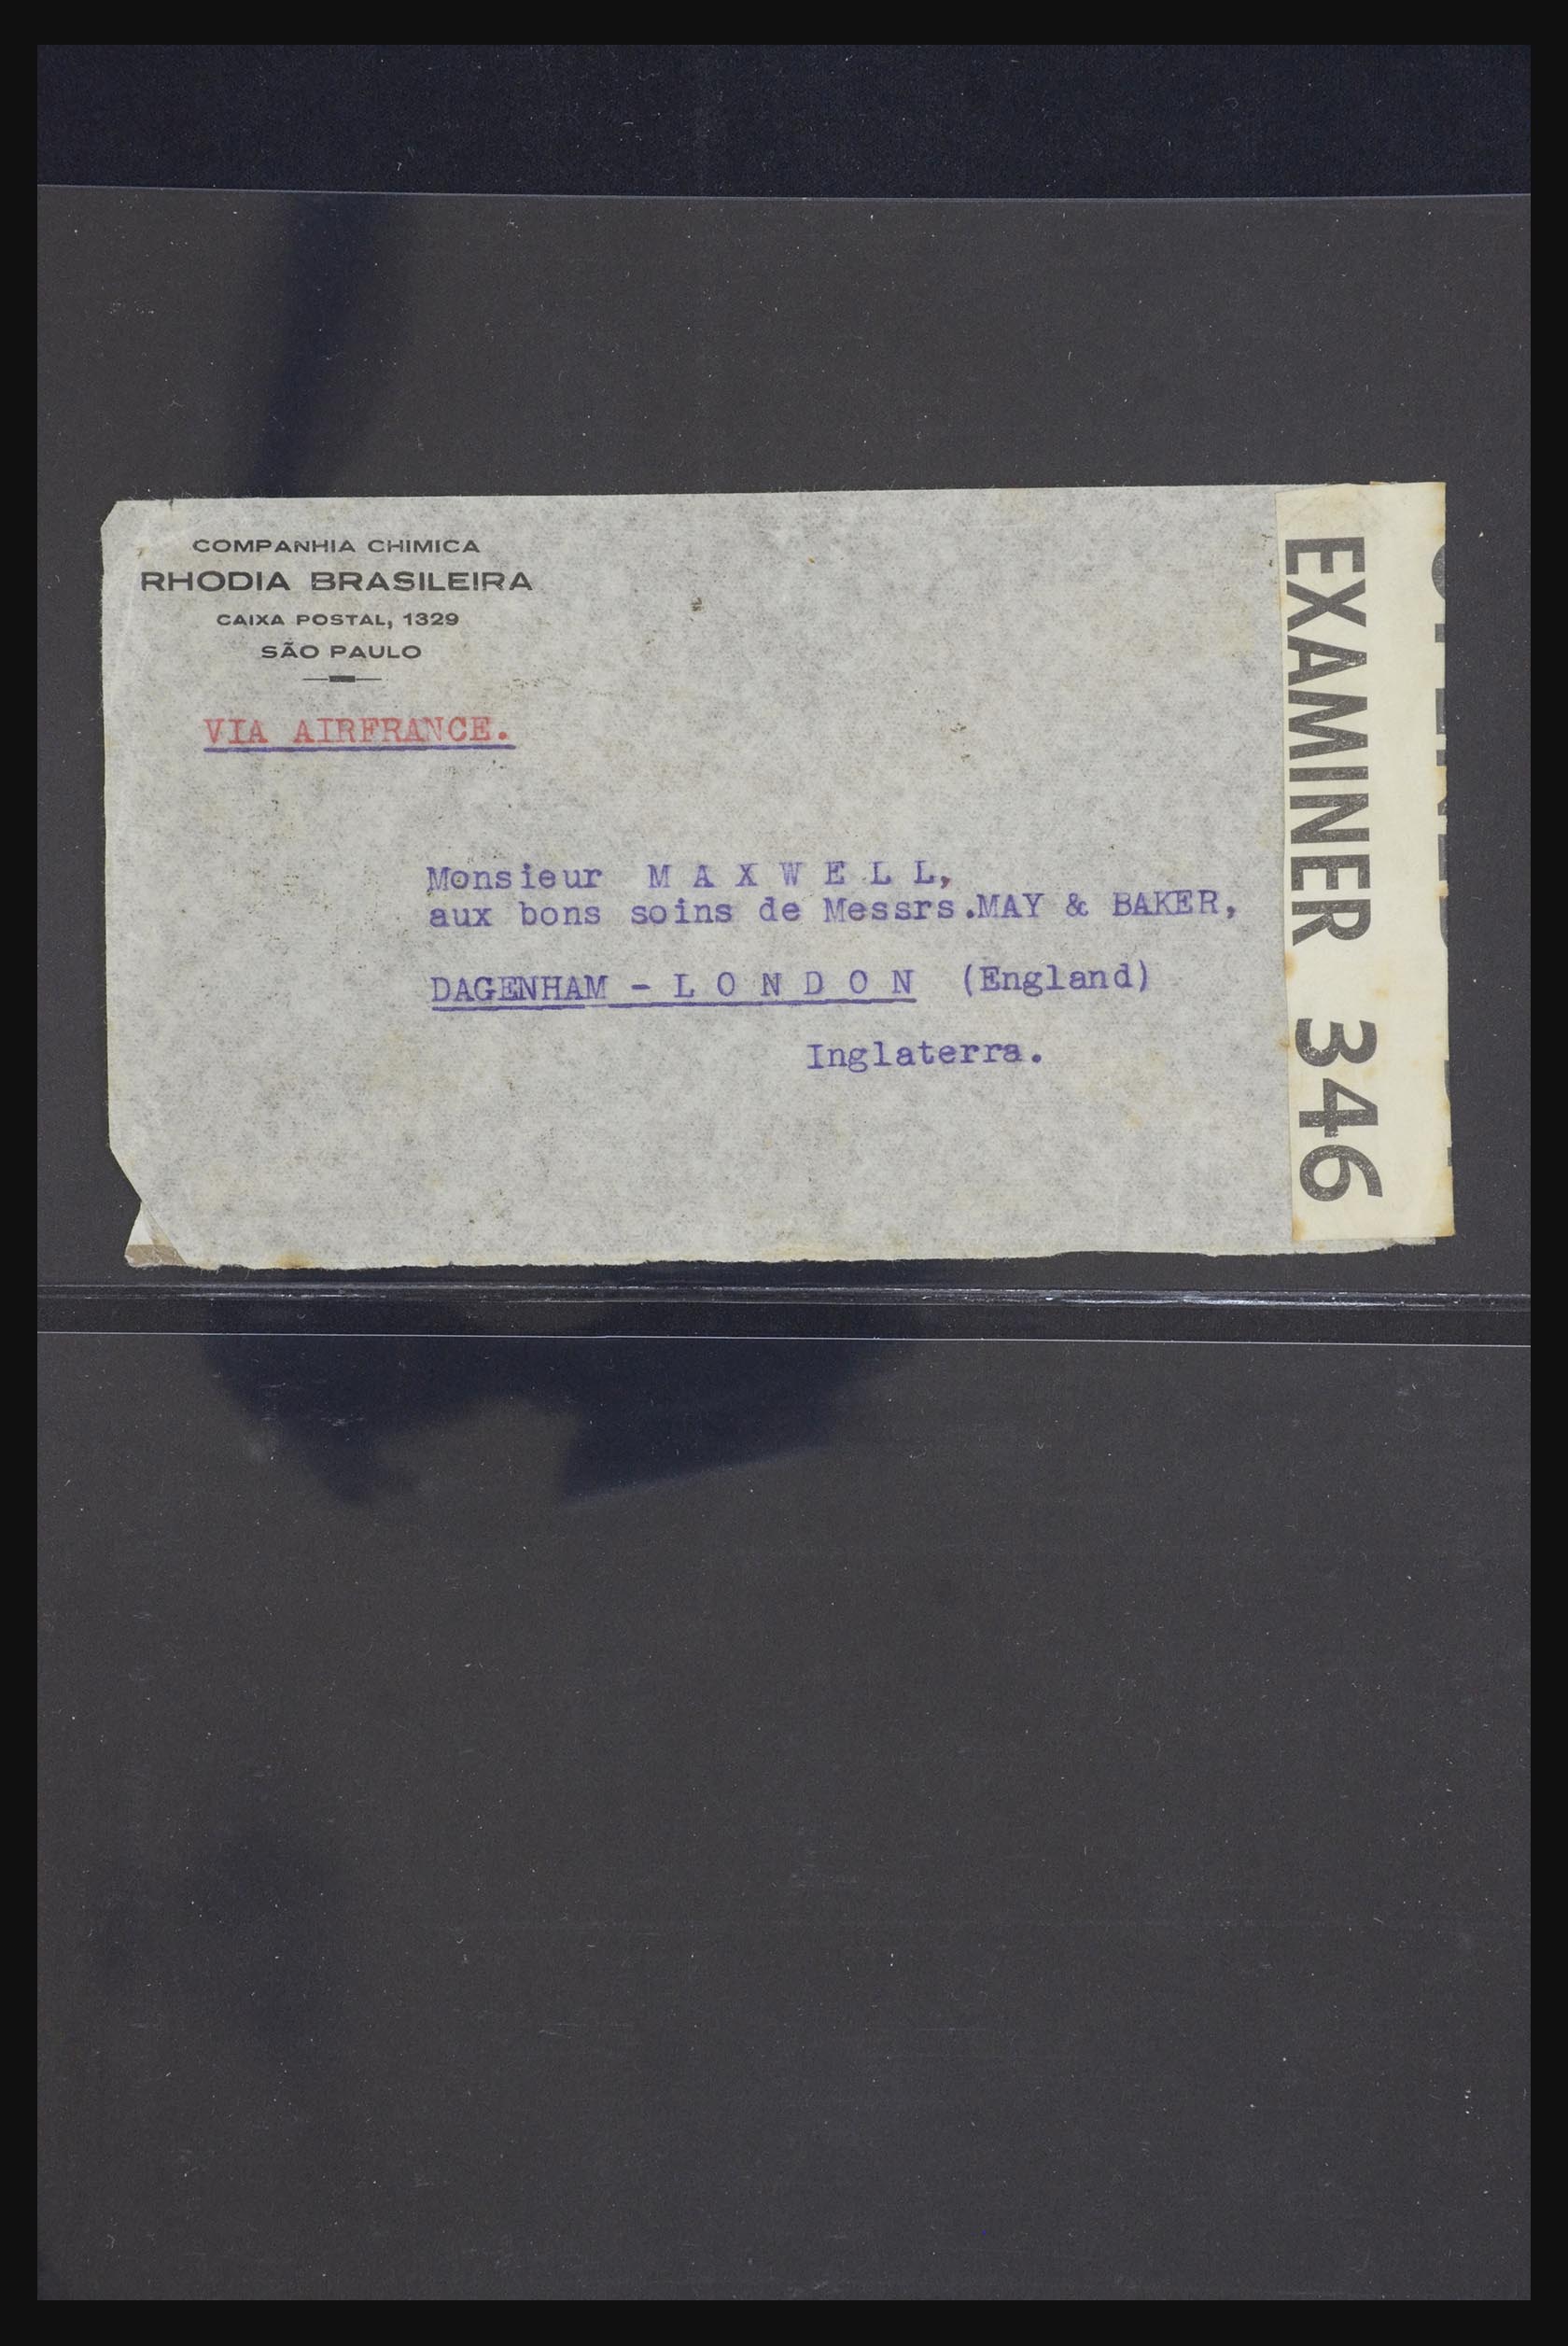 COMPANHIA CHIMICA
RHODIA BRASILEIRA
CAIXA POSTAL, 1329
SÃO PAULO
VIA AIRFRANCE.
Monsieur M A X W E L L,
aux bons soins de Messrs.MAY & BAKER,
DAGENHAM - L O N D O N (England)
Inglaterra.
EXAMINER 346